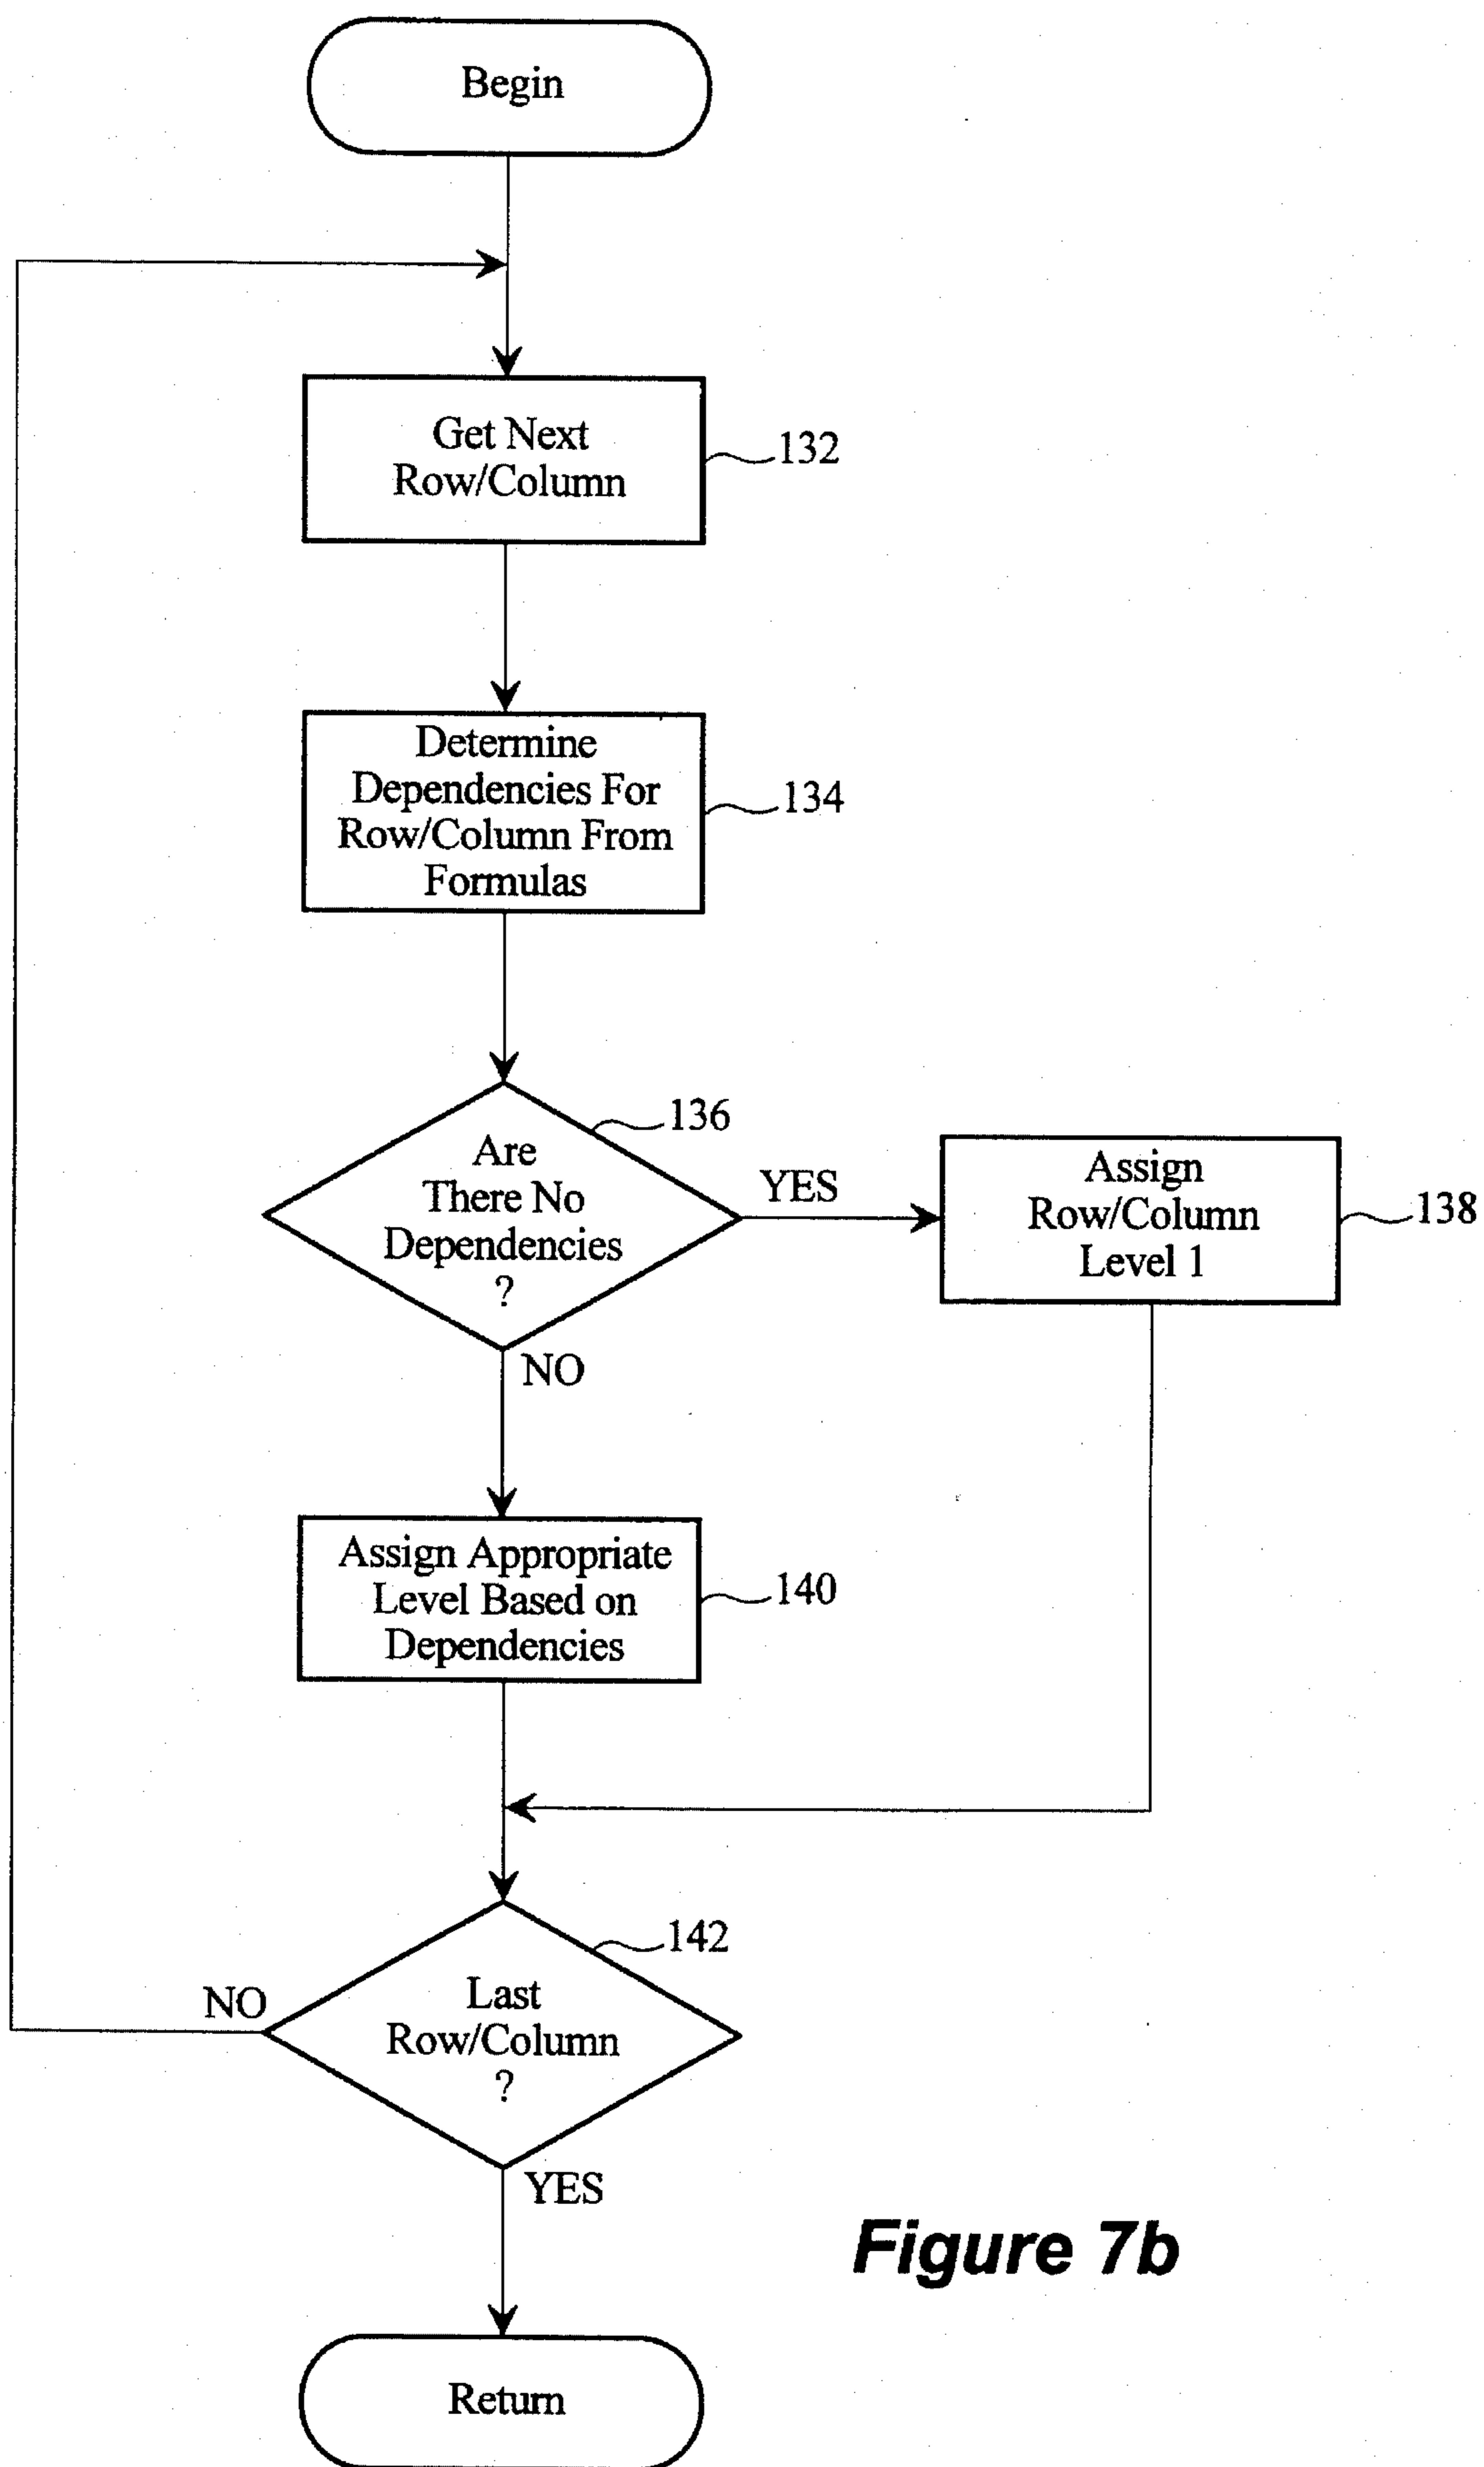 Begin
Get Next
Row/Column
132
Determine
Dependencies For
Row/Column From
Formulas
134
Are
There No
Dependencies
?
136
YES
Assign
Row/Column
Level 1
138
NO
Assign Appropriate
Level Based on
Dependencies
140
Last
Row/Column
?
142
NO
YES
Figure 7b
Return